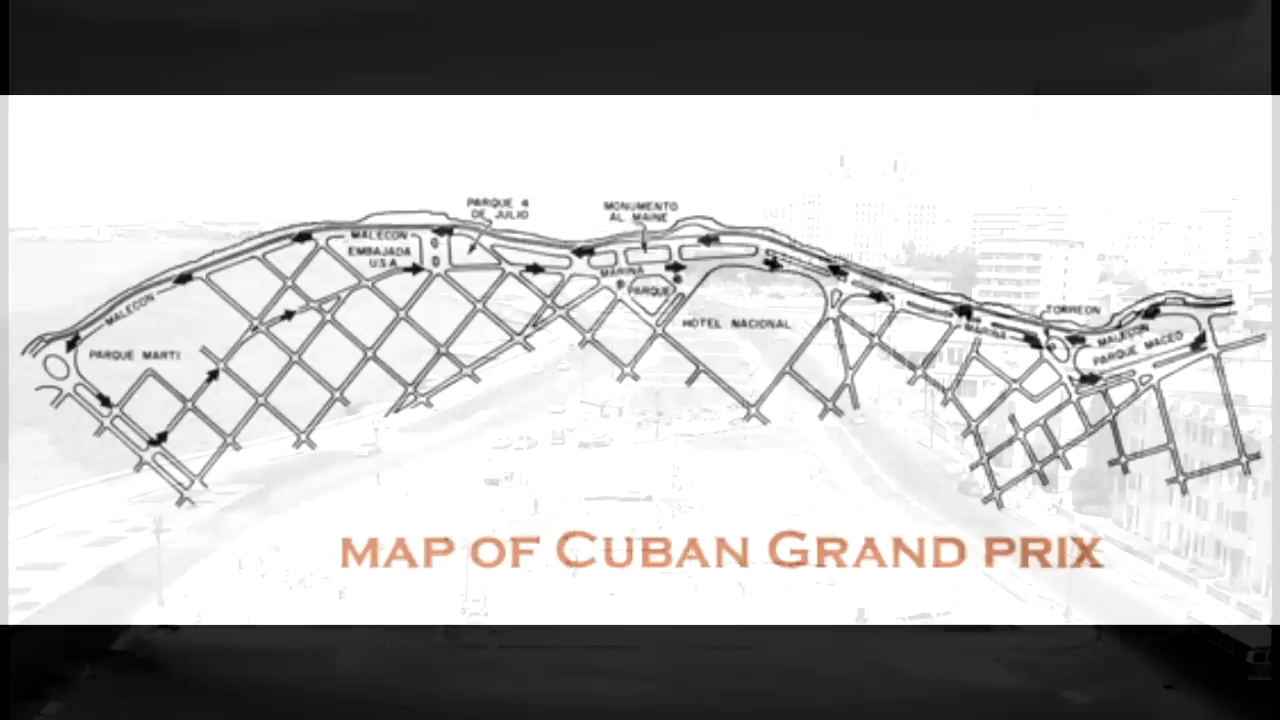 PARQUE 4
DE JULIO
MONUMENTO
AL MAINE
MALECON
EMBAJADA
U.S.A.
MARINA
PARQUE
MALECON
HOTEL NACIONAL
TORREON
MARINA
MALECON
PARQUE MACEO
PARQUE MARTI
MAP OF CUBAN GRAND PRIX